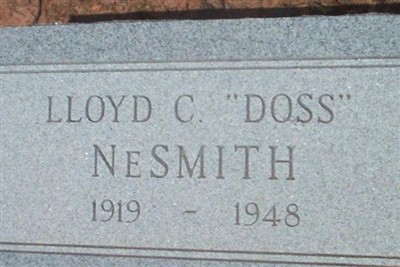 LLOYD C. "DOSS"
NeSMITH
1919 - 1948